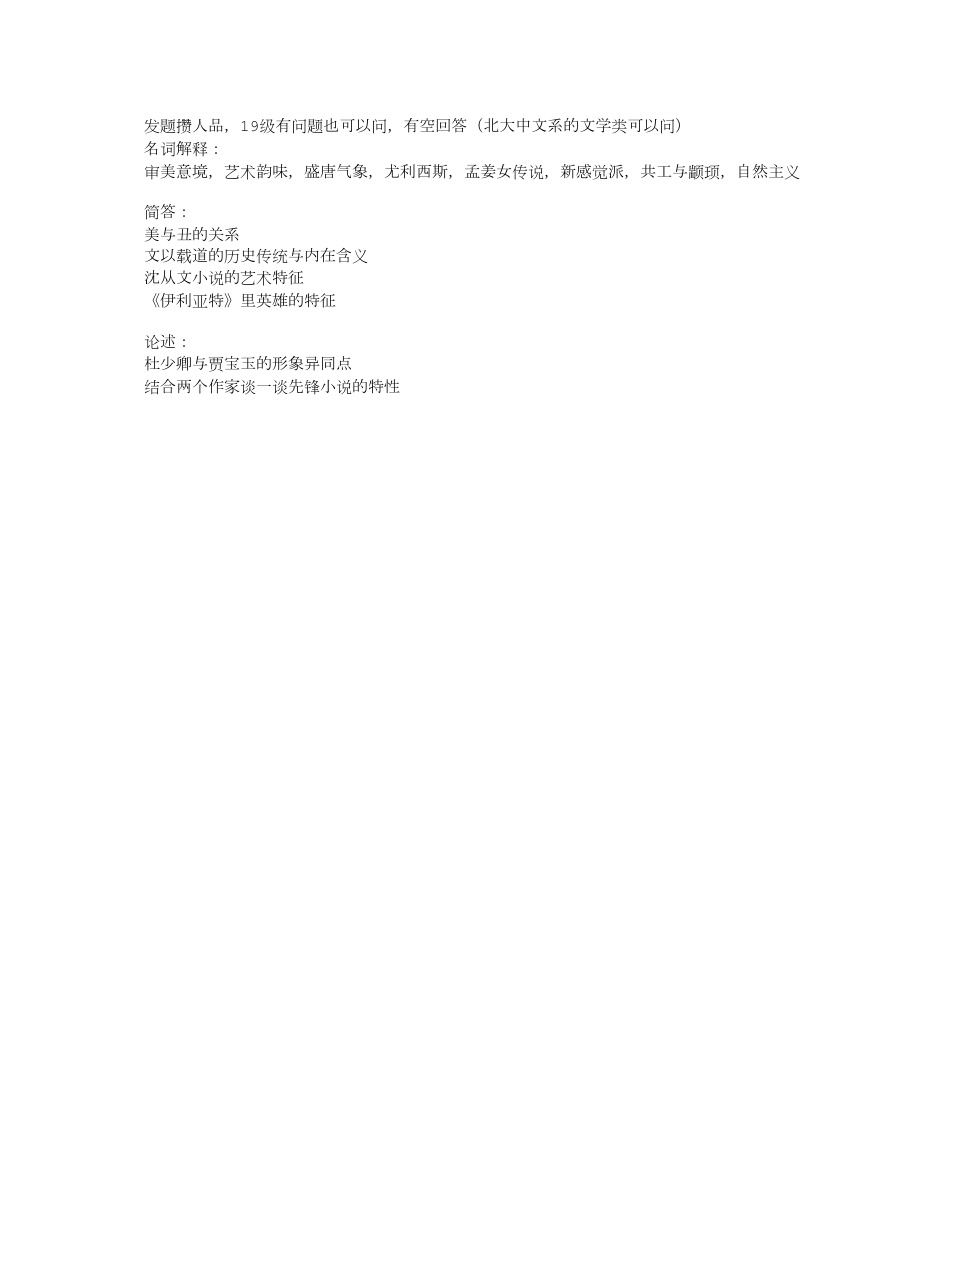 发题攒人品, 19级有问题也可以问, 有空回答 (北大中文系的文学类可以问)
名词解释：
审美意境, 艺术韵味, 盛唐气象, 尤利西斯, 孟姜女传说, 新感觉派, 共工与颛顼, 自然主义
简答：
美与丑的关系
文以载道的历史传统与内在含义
沈从文小说的艺术特征
《伊利亚特》里英雄的特征
论述：
杜少卿与贾宝玉的形象异同点
结合两个作家谈一谈先锋小说的特性